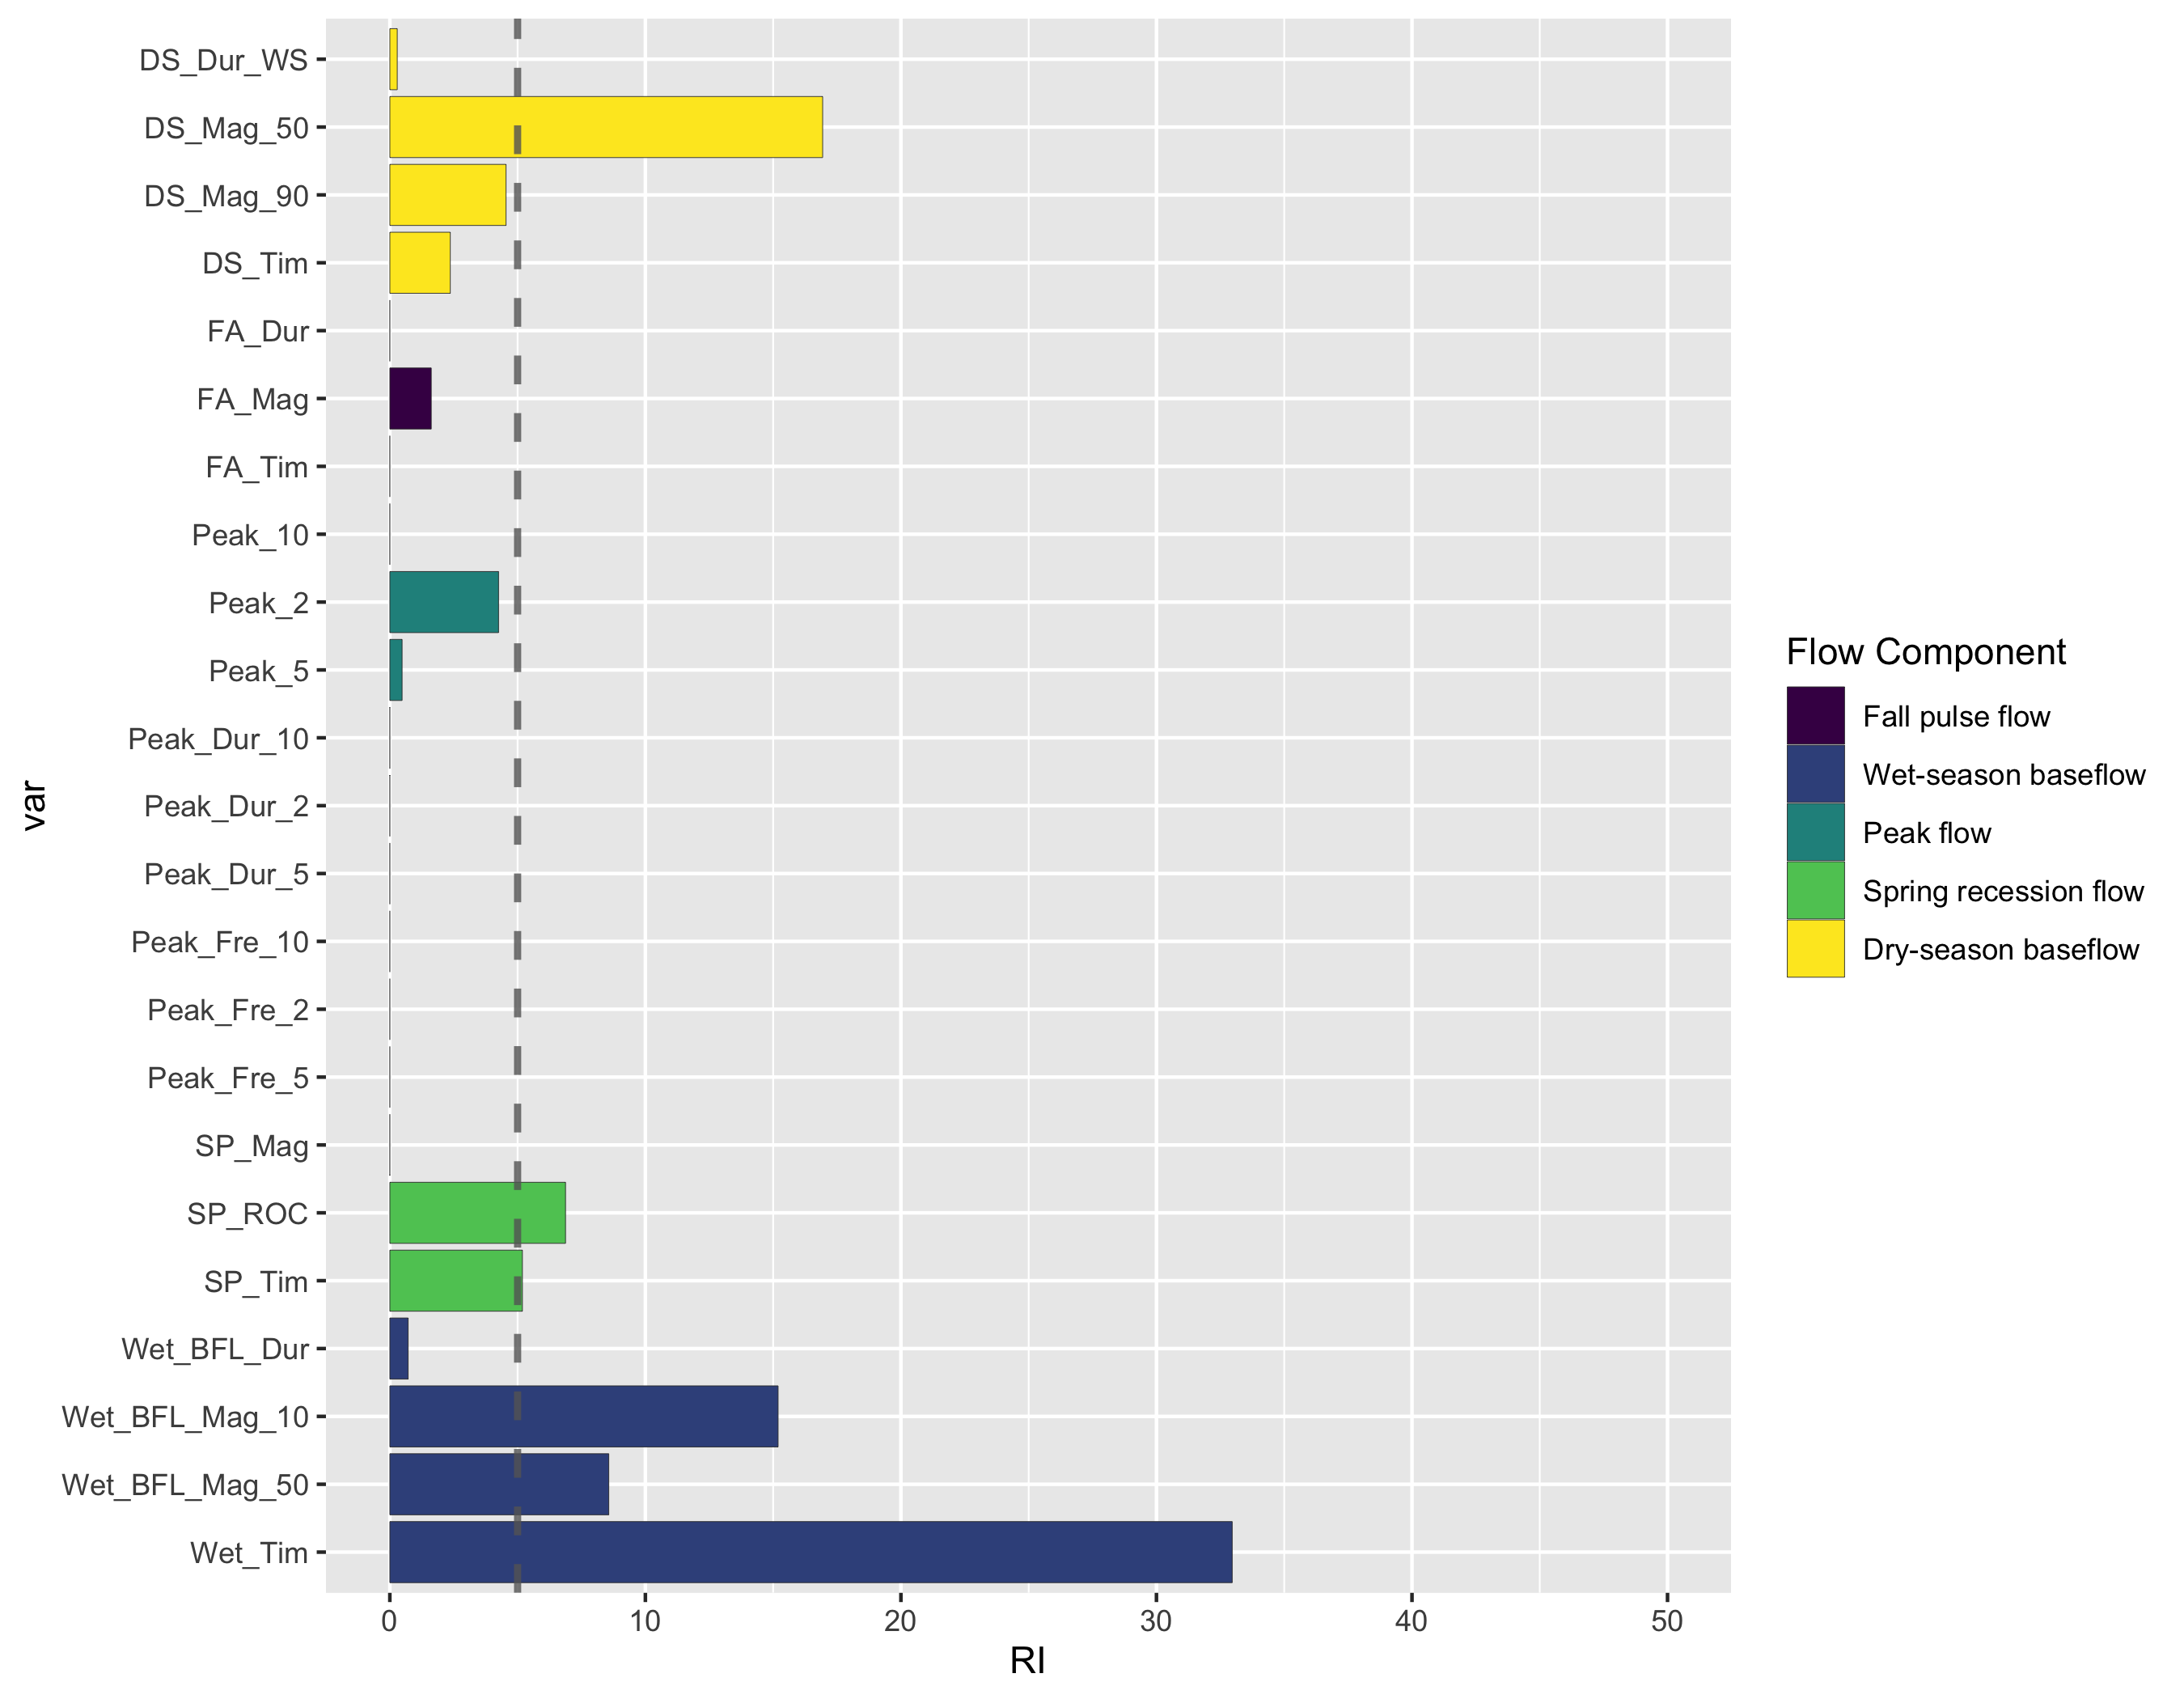 DS_Dur_WS
DS_Mag_50
DS_Mag_90
DS_Tim
FA_Dur
FA_Mag
FA_Tim
Peak_10
Peak_2
Peak_5
Peak_Dur_10
Peak_Dur_2
Peak_Dur_5
Peak_Fre_10
Peak_Fre_2
Peak_Fre_5
SP_Mag
SP_ROC
SP_Tim
Wet_BFL_Dur
Wet_BFL_Mag_10
Wet_BFL_Mag_50
Wet_Tim
var
0 10 20 30 40 50
RI
Flow Component
Fall pulse flow
Wet-season baseflow
Peak flow
Spring recession flow
Dry-season baseflow